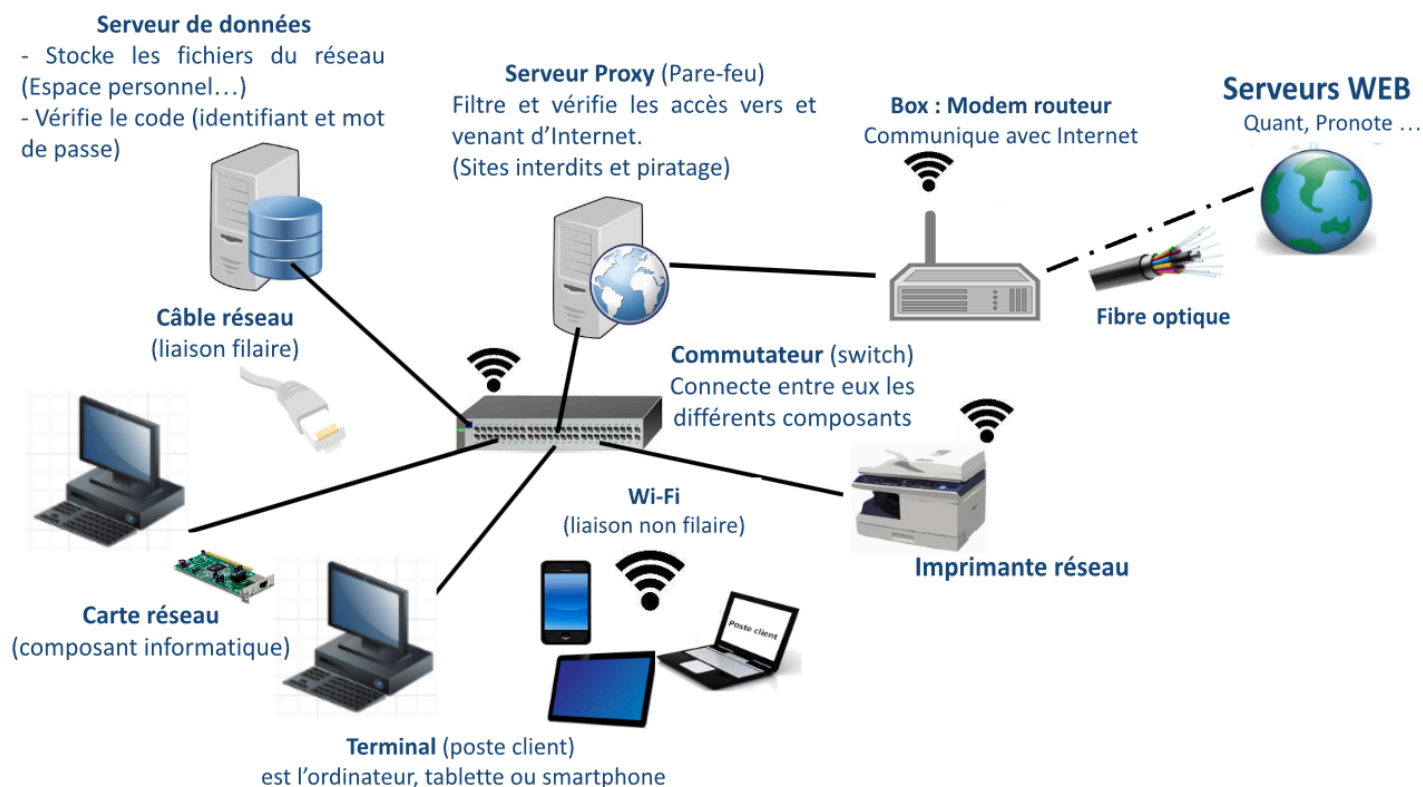 Serveur de données
- Stocke les fichiers du réseau
(Espace personnel…)
- Vérifie le code (identifiant et mot
de passe)
Serveur Proxy (Pare-feu)
Filtre et vérifie les accès vers et
venant d’Internet.
(Sites interdits et piratage)
Box : Modem routeur
Communique avec Internet
Serveurs WEB
Quant, Pronote …
Fibre optique
Câble réseau
(liaison filaire)
Commutateur (switch)
Connecte entre eux les
différents composants
Wi-Fi
(liaison non filaire)
Imprimante réseau
Carte réseau
(composant informatique)
Poste client
Terminal (poste client)
est l’ordinateur, tablette ou smartphone